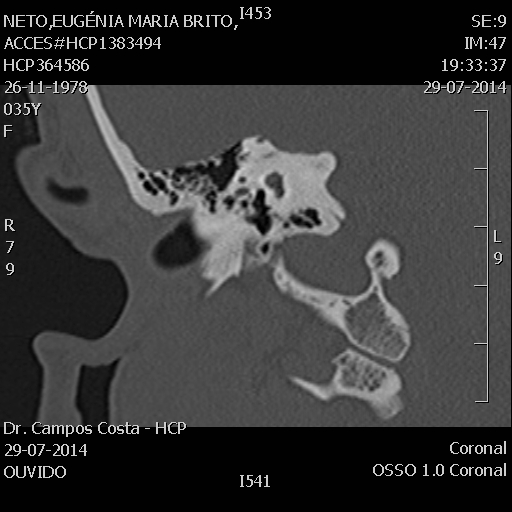 NETO,EUGÉNIA MARIA BRITO,
ACCES#HCP1383494
HCP364586
26-11-1978
035Y
F
I453
SE:9
IM:47
19:33:37
29-07-2014
R
7
9
L
9
Dr. Campos Costa - HCP
29-07-2014
OUVIDO
I541
Coronal
OSSO 1.0 Coronal